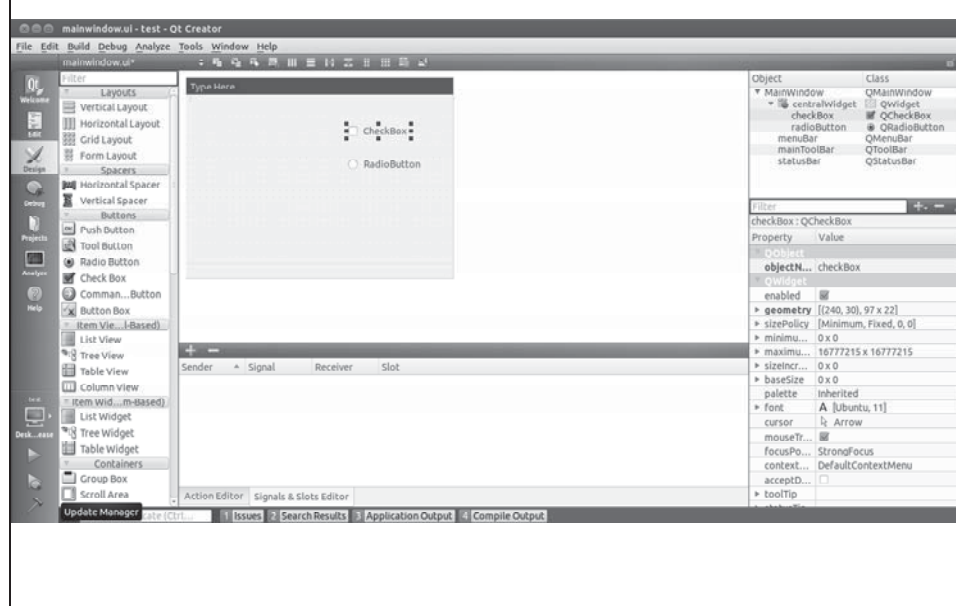 mainwindow.ui - test - Qt Creator
File Edit Build Debug Analyze Tools Window Help
mainwindow.ui*
Welcome
Edit
Design
Debug
Projects
Analyze
Help
Desk...ease
Filter
Layouts
Vertical Layout
Horizontal Layout
Grid Layout
Form Layout
Spacers
Horizontal Spacer
Vertical Spacer
Buttons
Push Button
Tool Button
Radio Button
Check Box
Comman...Button
Button Box
Item Vie...l-Based)
List View
Tree View
Table View
Column View
Item Wid...m-Based)
List Widget
Tree Widget
Table Widget
Containers
Group Box
Scroll Area
Update Manager
Type Here
CheckBox
RadioButton
Sender Signal Receiver Slot
Action Editor Signals & Slots Editor
1 Issues 2 Search Results 3 Application Output 4 Compile Output
Object Class
MainWindow QMainWindow
centralWidget QWidget
checkBox QCheckBox
radioButton QRadioButton
menuBar QMenuBar
mainToolBar QToolBar
statusBar QStatusBar
Filter
checkBox : QCheckBox
Property Value
QObject
objectN... checkBox
QWidget
enabled
geometry [(240, 30), 97 x 22]
sizePolicy [Minimum, Fixed, 0, 0]
minimu... 0 x 0
maximu... 16777215 x 16777215
sizeIncr... 0 x 0
baseSize 0 x 0
palette Inherited
font A [Ubuntu, 11]
cursor Arrow
mouseTr...
focusPo... StrongFocus
context... DefaultContextMenu
acceptD...
toolTip